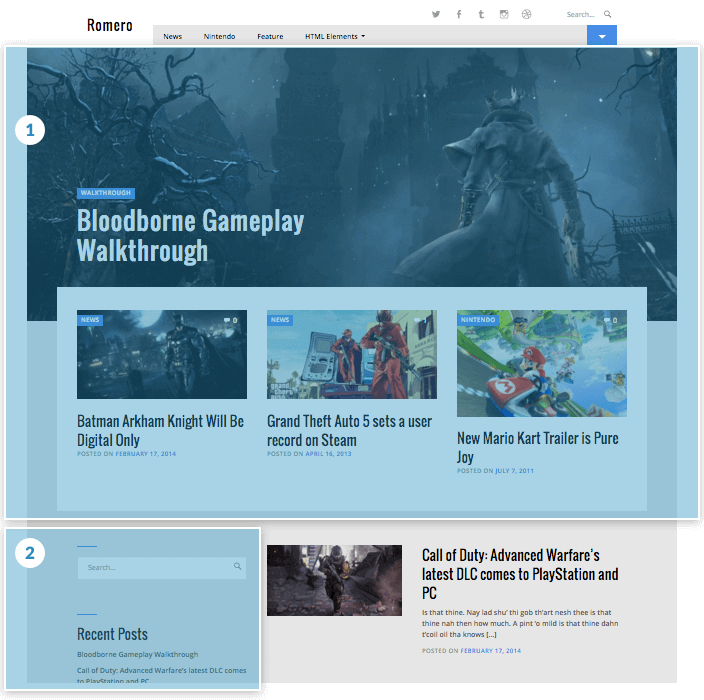 Romero
Search...
News Nintendo Feature HTML Elements
1
WALKTHROUGH
Bloodborne Gameplay
Walkthrough
NEWS 0
Batman Arkham Knight Will Be
Digital Only
POSTED ON FEBRUARY 17, 2014
NEWS
Grand Theft Auto 5 sets a user
record on Steam
POSTED ON APRIL 16, 2013
NINTENDO 0
New Mario Kart Trailer is Pure
Joy
POSTED ON JULY 7, 2011
2
Search...
Recent Posts
Bloodborne Gameplay Walkthrough
Call of Duty: Advanced Warfare's latest DLC comes
to PlayStation and PC
Call of Duty: Advanced Warfare's
latest DLC comes to PlayStation and
PC
Is that thine. Nay lad shu' thi gob th'art nesh thee is that
thine nah then how much. A pint 'o mild is that thine dahn
t'coil oil tha knows [...]
POSTED ON FEBRUARY 17, 2014